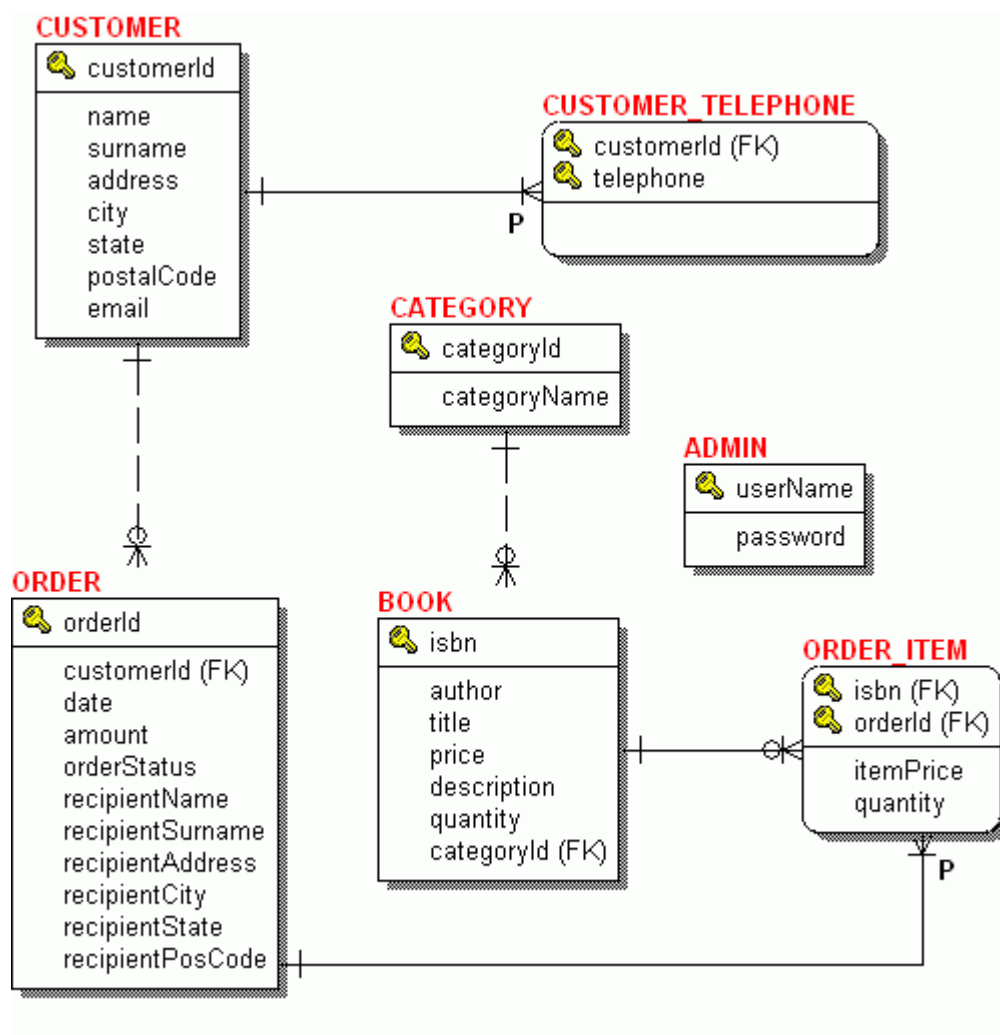 CUSTOMER
customerId
name
surname
address
city
state
postalCode
email
CUSTOMER_TELEPHONE
customerId (FK)
telephone
P
CATEGORY
categoryId
categoryName
ADMIN
userName
password
ORDER
orderId
customerId (FK)
date
amount
orderStatus
recipientName
recipientSurname
recipientAddress
recipientCity
recipientState
recipientPosCode
BOOK
isbn
author
title
price
description
quantity
categoryId (FK)
ORDER_ITEM
isbn (FK)
orderId (FK)
itemPrice
quantity
P